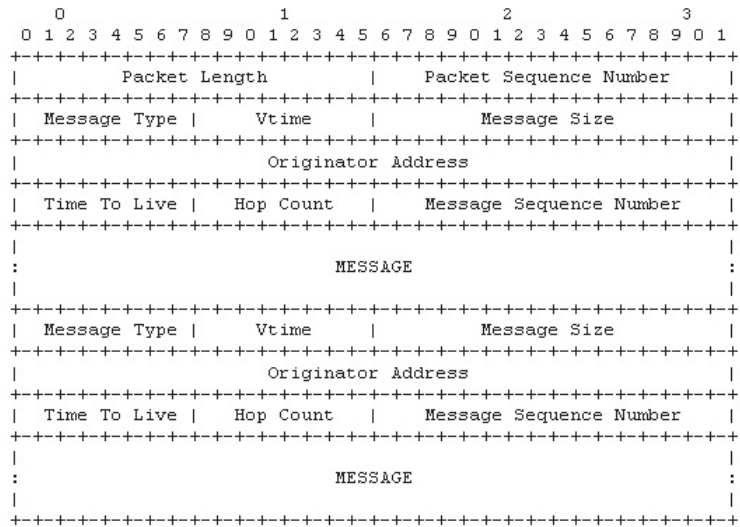 0                   1                   2                   3
0 1 2 3 4 5 6 7 8 9 0 1 2 3 4 5 6 7 8 9 0 1 2 3 4 5 6 7 8 9 0 1
+-+-+-+-+-+-+-+-+-+-+-+-+-+-+-+-+-+-+-+-+-+-+-+-+-+-+-+-+-+-+-+-+
| Packet Length | Packet Sequence Number |
+-+-+-+-+-+-+-+-+-+-+-+-+-+-+-+-+-+-+-+-+-+-+-+-+-+-+-+-+-+-+-+-+
| Message Type | Vtime | Message Size |
+-+-+-+-+-+-+-+-+-+-+-+-+-+-+-+-+-+-+-+-+-+-+-+-+-+-+-+-+-+-+-+-+
| Originator Address |
+-+-+-+-+-+-+-+-+-+-+-+-+-+-+-+-+-+-+-+-+-+-+-+-+-+-+-+-+-+-+-+-+
| Time To Live | Hop Count | Message Sequence Number |
+-+-+-+-+-+-+-+-+-+-+-+-+-+-+-+-+-+-+-+-+-+-+-+-+-+-+-+-+-+-+-+-+
| |
: MESSAGE :
| |
+-+-+-+-+-+-+-+-+-+-+-+-+-+-+-+-+-+-+-+-+-+-+-+-+-+-+-+-+-+-+-+-+
| Message Type | Vtime | Message Size |
+-+-+-+-+-+-+-+-+-+-+-+-+-+-+-+-+-+-+-+-+-+-+-+-+-+-+-+-+-+-+-+-+
| Originator Address |
+-+-+-+-+-+-+-+-+-+-+-+-+-+-+-+-+-+-+-+-+-+-+-+-+-+-+-+-+-+-+-+-+
| Time To Live | Hop Count | Message Sequence Number |
+-+-+-+-+-+-+-+-+-+-+-+-+-+-+-+-+-+-+-+-+-+-+-+-+-+-+-+-+-+-+-+-+
| |
: MESSAGE :
| |
+-+-+-+-+-+-+-+-+-+-+-+-+-+-+-+-+-+-+-+-+-+-+-+-+-+-+-+-+-+-+-+-+